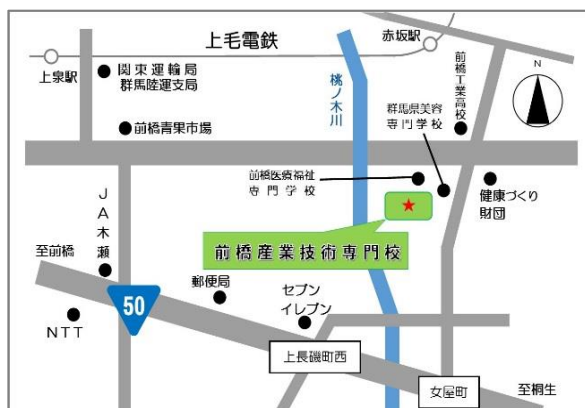 上毛電鉄
赤坂駅
上泉駅
関東運輸局
群馬陸運支局
桃ノ木川
前橋工業高校
N
群馬県美容
専門学校
前橋青果市場
前橋医療福祉
専門学校
健康づくり
財団
JA木瀬
前橋産業技術専門校
至前橋
郵便局
50
セブン
イレブン
NTT
上長磯町西
女屋町
至桐生